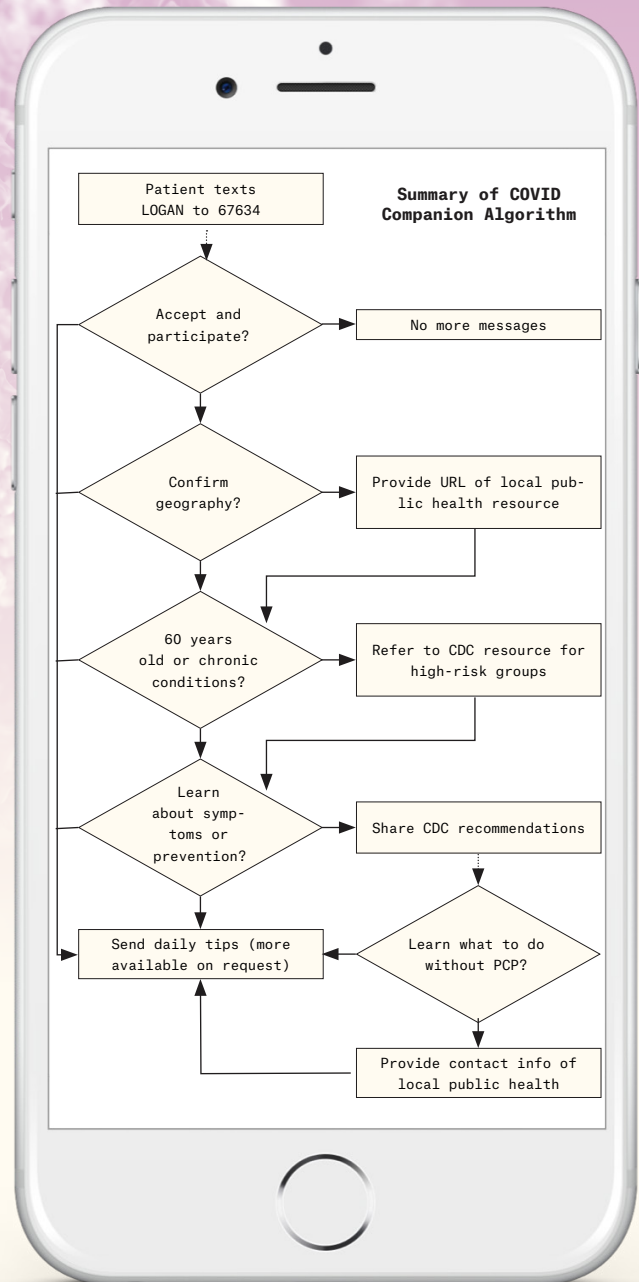 Patient texts
LOGAN to 67634
Summary of COVID
Companion Algorithm
Accept and
participate?
No more messages
Confirm
geography?
Provide URL of local pub-
lic health resource
60 years
old or chronic
conditions?
Refer to CDC resource for
high-risk groups
Learn
about symp-
toms or
prevention?
Share CDC recommendations
Send daily tips (more
available on request)
Learn what to do
without PCP?
Provide contact info of
local public health